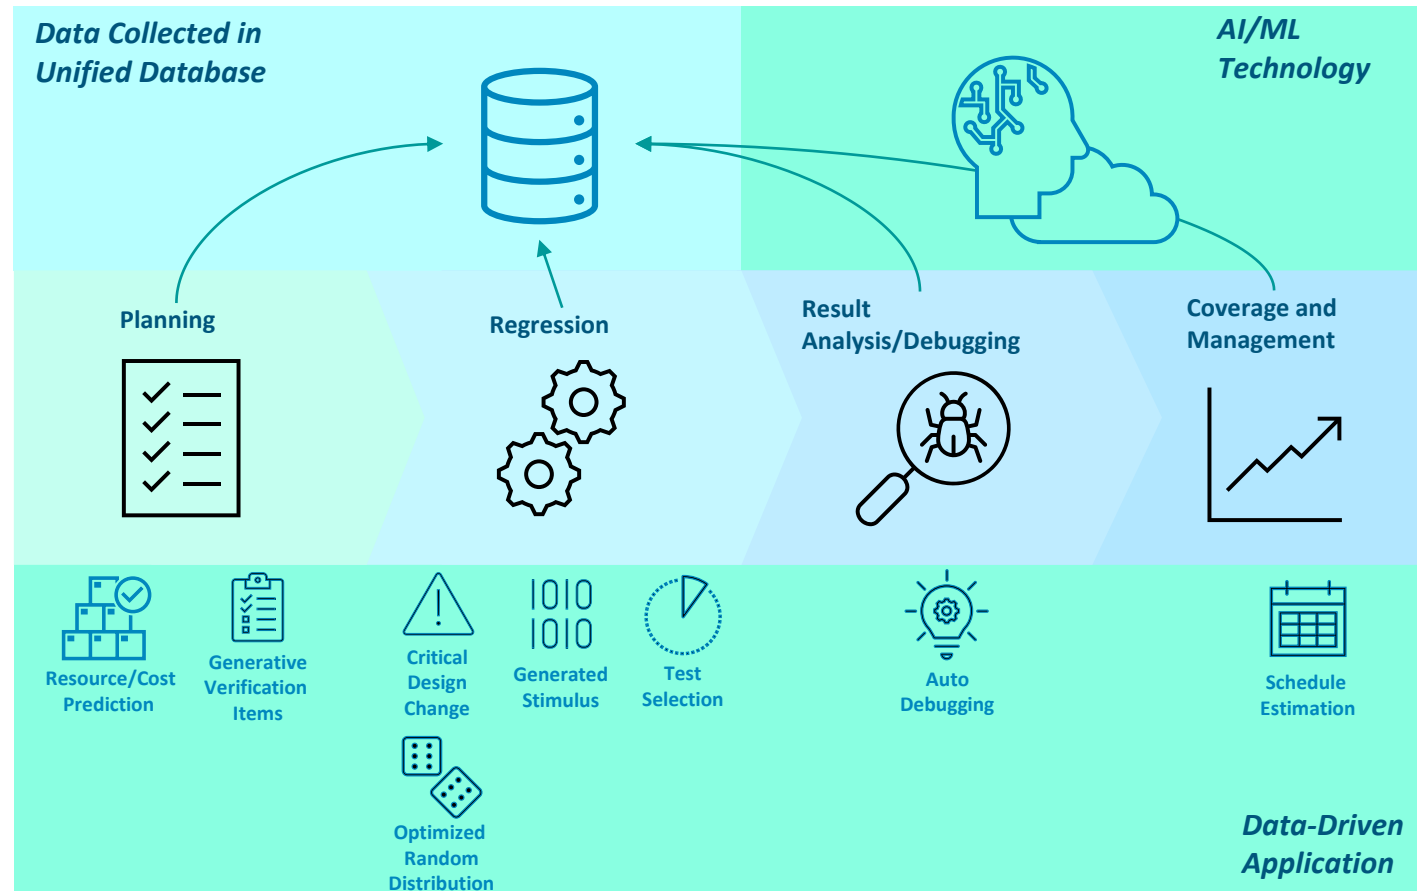 Data Collected in
Unified Database
AI/ML
Technology
Planning
Regression
Result
Analysis/Debugging
Coverage and
Management
Resource/Cost
Prediction
Generative
Verification
Items
Critical
Design
Change
1010
1010
Generated
Stimulus
Test
Selection
Auto
Debugging
Schedule
Estimation
Optimized
Random
Distribution
Data-Driven
Application